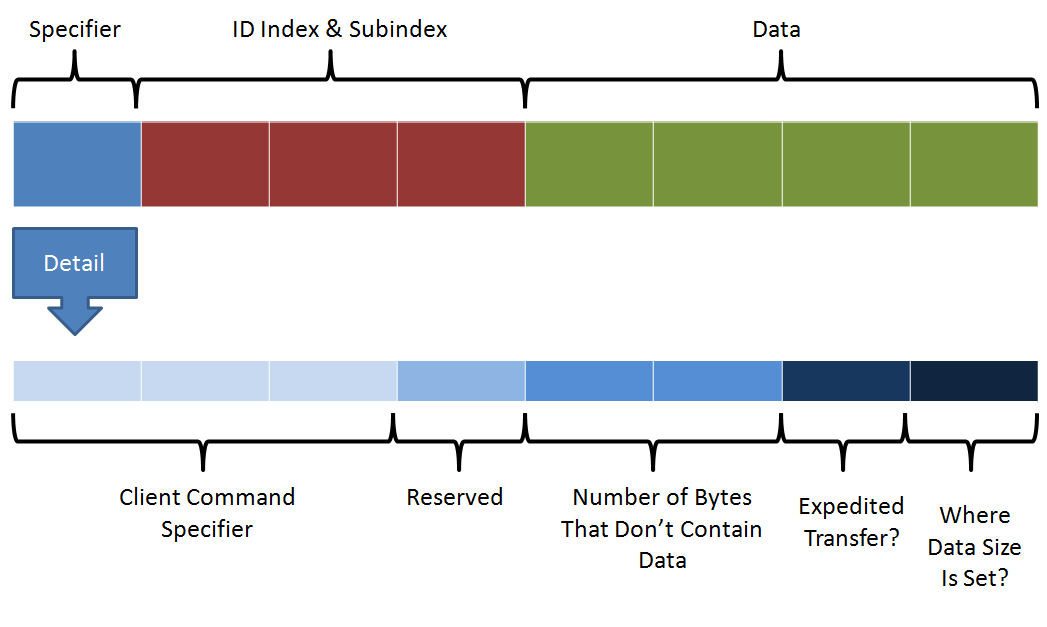 Specifier
ID Index & Subindex
Data
Detail
Client Command
Specifier
Reserved
Number of Bytes
That Don’t Contain
Data
Expedited
Transfer?
Where
Data Size
Is Set?